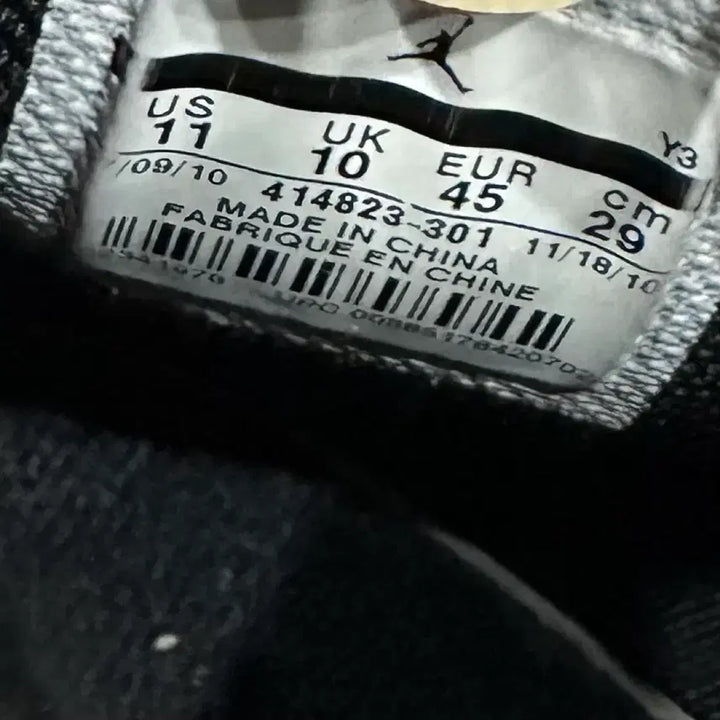 US UK EUR cm Y3
11 10 45 29
/09/10 414823-301 11/18/10
MADE IN CHINA
FABRIQUE EN CHINE